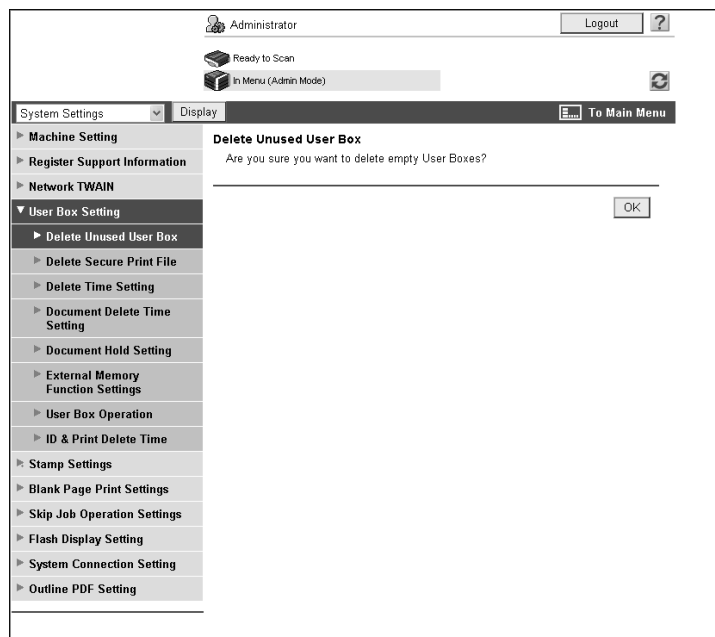 Administrator
Logout
?
Ready to Scan
In Menu (Admin Mode)
System Settings
Display
To Main Menu
Machine Setting
Register Support Information
Network TWAIN
User Box Setting
Delete Unused User Box
Delete Secure Print File
Delete Time Setting
Document Delete Time
Setting
Document Hold Setting
External Memory
Function Settings
User Box Operation
ID & Print Delete Time
Stamp Settings
Blank Page Print Settings
Skip Job Operation Settings
Flash Display Setting
System Connection Setting
Outline PDF Setting
Delete Unused User Box
Are you sure you want to delete empty User Boxes?
OK